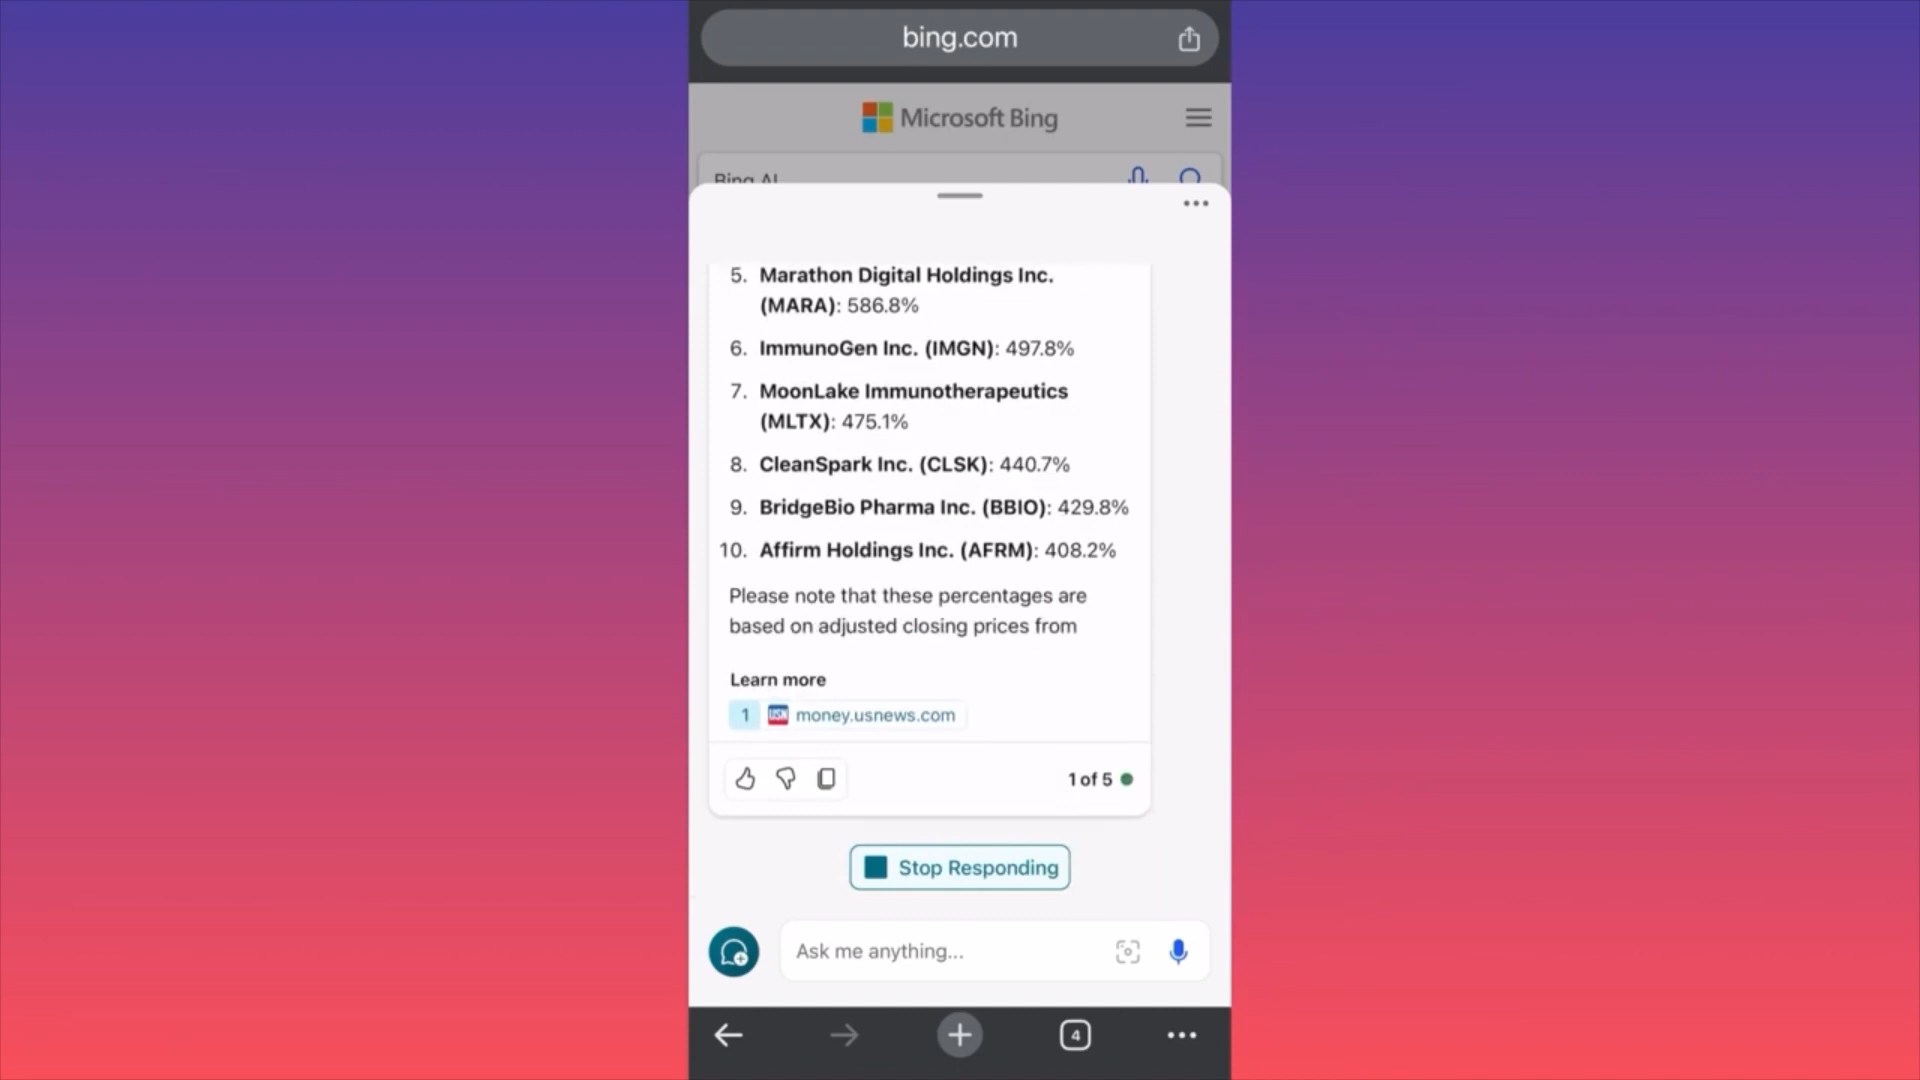 bing.com
Microsoft Bing
Bing AI
5. Marathon Digital Holdings Inc.
(MARA): 586.8%
6. ImmunoGen Inc. (IMGN): 497.8%
7. MoonLake Immunotherapeutics
(MLTX): 475.1%
8. CleanSpark Inc. (CLSK): 440.7%
9. BridgeBio Pharma Inc. (BBIO): 429.8%
10. Affirm Holdings Inc. (AFRM): 408.2%
Please note that these percentages are
based on adjusted closing prices from
Learn more
1 money.usnews.com
1 of 5
Stop Responding
Ask me anything...
4